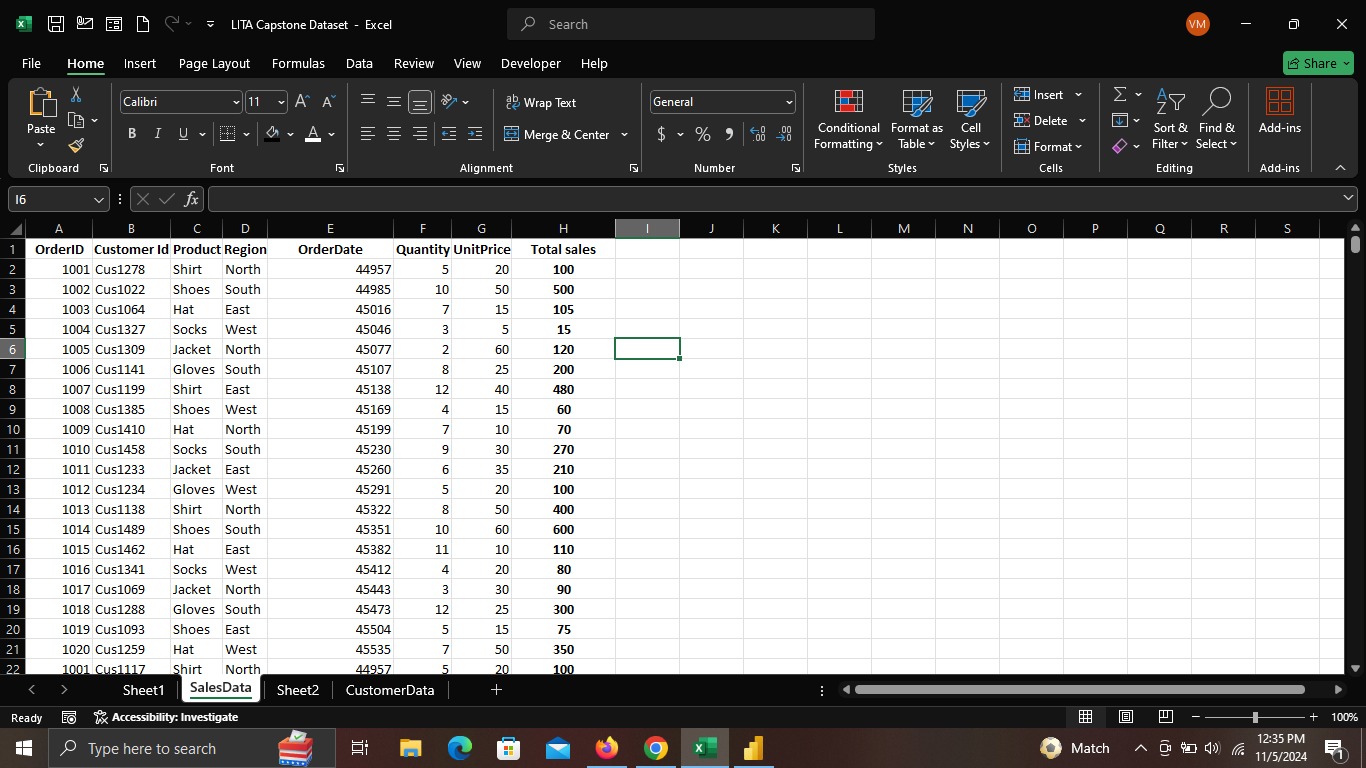 LITA Capstone Dataset - Excel
Search
VM
File Home Insert Page Layout Formulas Data Review View Developer Help
Share
Paste
Clipboard
Calibri 11
A A
B I U A
Font
Wrap Text
Merge & Center
Alignment
General
$ % 9
Number
Conditional Formatting
Format as Table
Cell Styles
Styles
Insert
Delete
Format
Cells
Sort & Filter
Find & Select
Editing
Add-ins
Add-ins
I6 fx
A B C D E F G H I J K L M N O P Q R S
1 OrderID Customer Id Product Region OrderDate Quantity UnitPrice Total sales
2 1001 Cus1278 Shirt North 44957 5 20 100
3 1002 Cus1022 Shoes South 44985 10 50 500
4 1003 Cus1064 Hat East 45016 7 15 105
5 1004 Cus1327 Socks West 45046 3 5 15
6 1005 Cus1309 Jacket North 45077 2 60 120
7 1006 Cus1141 Gloves South 45107 8 25 200
8 1007 Cus1199 Shirt East 45138 12 40 480
9 1008 Cus1385 Shoes West 45169 4 15 60
10 1009 Cus1410 Hat North 45199 7 10 70
11 1010 Cus1458 Socks South 45230 9 30 270
12 1011 Cus1233 Jacket East 45260 6 35 210
13 1012 Cus1234 Gloves West 45291 5 20 100
14 1013 Cus1138 Shirt North 45322 8 50 400
15 1014 Cus1489 Shoes South 45351 10 60 600
16 1015 Cus1462 Hat East 45382 11 10 110
17 1016 Cus1341 Socks West 45412 4 20 80
18 1017 Cus1069 Jacket North 45443 3 30 90
19 1018 Cus1288 Gloves South 45473 12 25 300
20 1019 Cus1093 Shoes East 45504 5 15 75
21 1020 Cus1259 Hat West 45535 7 50 350
22 1001 Cus1117 Shirt North 44957 5 20 100
Sheet1 SalesData Sheet2 CustomerData
Ready Accessibility: Investigate 100%
Type here to search
Match
12:35 PM
11/5/2024
1